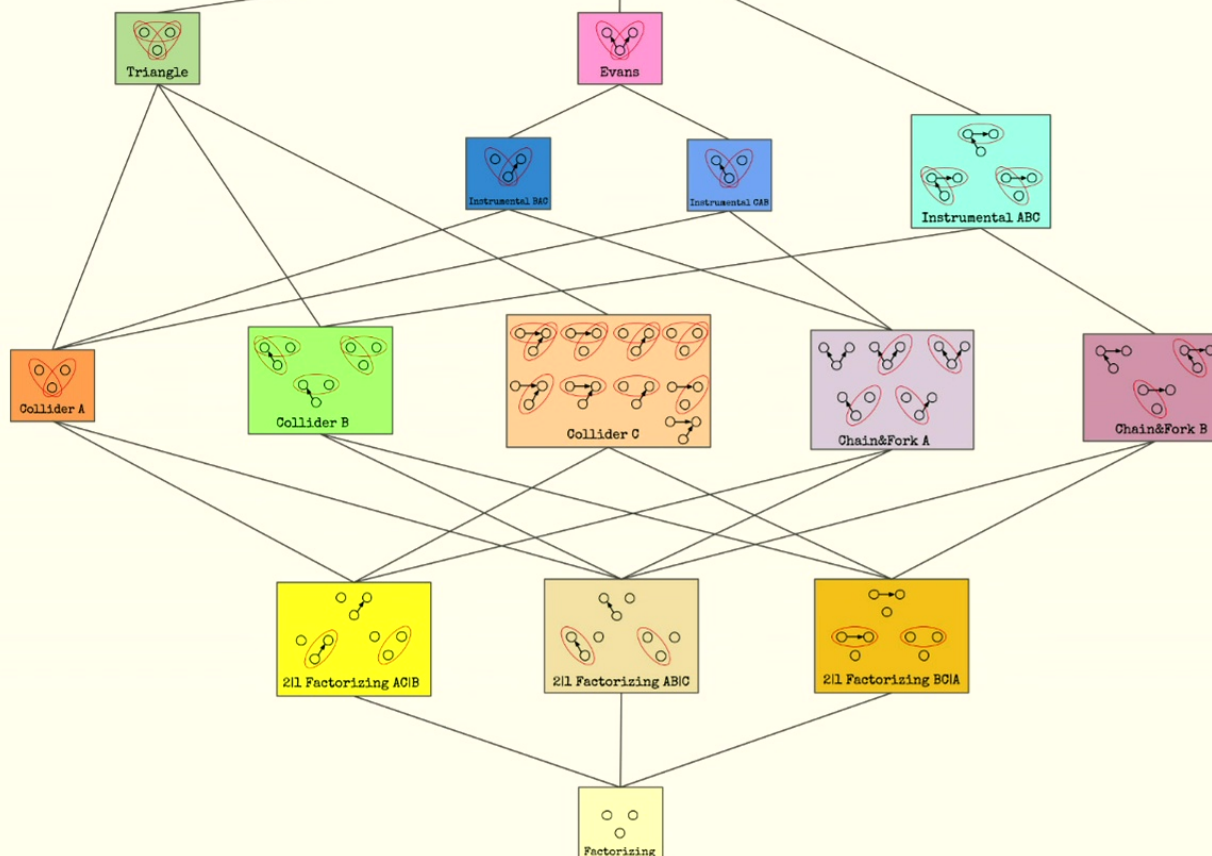 Triangle
Evans
Instrumental BAC
Instrumental CAB
Instrumental ABC
Collider A
Collider B
Collider C
Chain&Fork A
Chain&Fork B
2|1 Factorizing AC|B
2|1 Factorizing AB|C
2|1 Factorizing BC|A
Factorizing